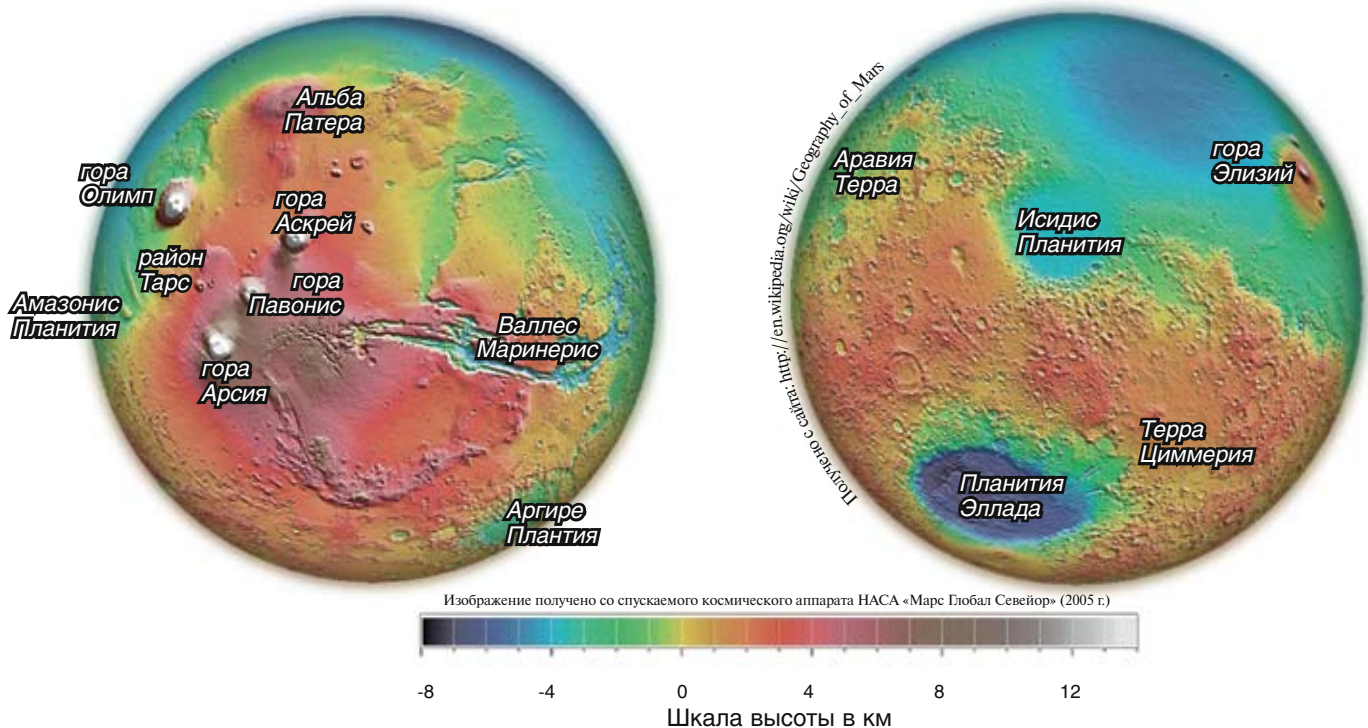 Альба
Патера
гора
Олимп
гора
Аскрей
район
Тарс
гора
Павонис
Амазонис
Планития
гора
Арсия
Валлес
Маринерис
Аргире
Плантия
Получено с сайта: http://en.wikipedia.org/wiki/Geography_of_Mars
Аравия
Терра
гора
Элизий
Исидис
Планития
Терра
Циммерия
Планития
Эллада
Изображение получено со спускаемого космического аппарата НАСА «Марс Глобал Севейор» (2005 г.)
-8 -4 0 4 8 12
Шкала высоты в км